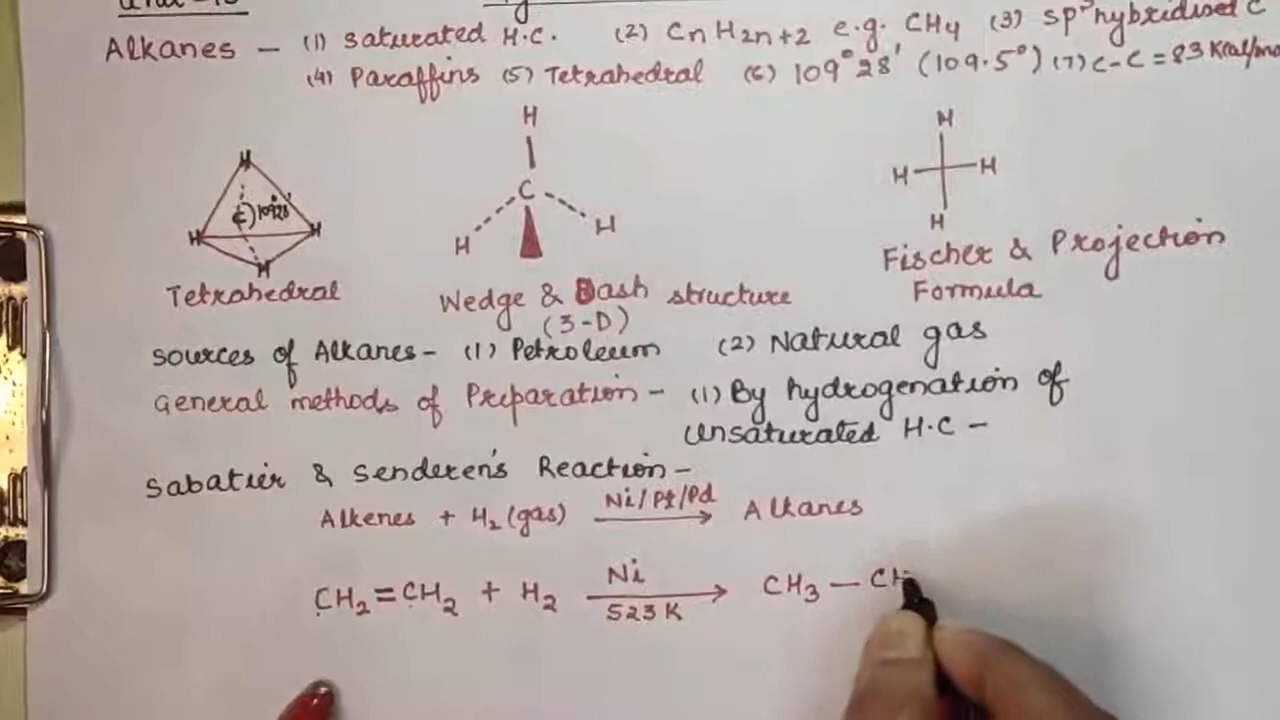 Alkanes – (1) Saturated H.C. (2) CnH2n+2 e.g. CH4 (3) sp³ hybridised C
(4) Paraffins (5) Tetrahedral (6) 109°28' (109.5°) (7) C-C = 83 Kcal/mo
H
C
H
H
H
C
109°28'
H
H
H
Tetrahedral
H
H
H
H
Wedge & Dash structure
(3-D)
Fischer & Projection
Formula
Sources of Alkanes – (1) Petroleum (2) Natural gas
General methods of Preparation – (1) By hydrogenation of
Unsaturated H.C –
Sabatier & Senderen's Reaction –
Alkenes + H2 (gas) Ni/Pt/Pd → Alkanes
CH2=CH2 + H2 Ni 523 K → CH3 – CH